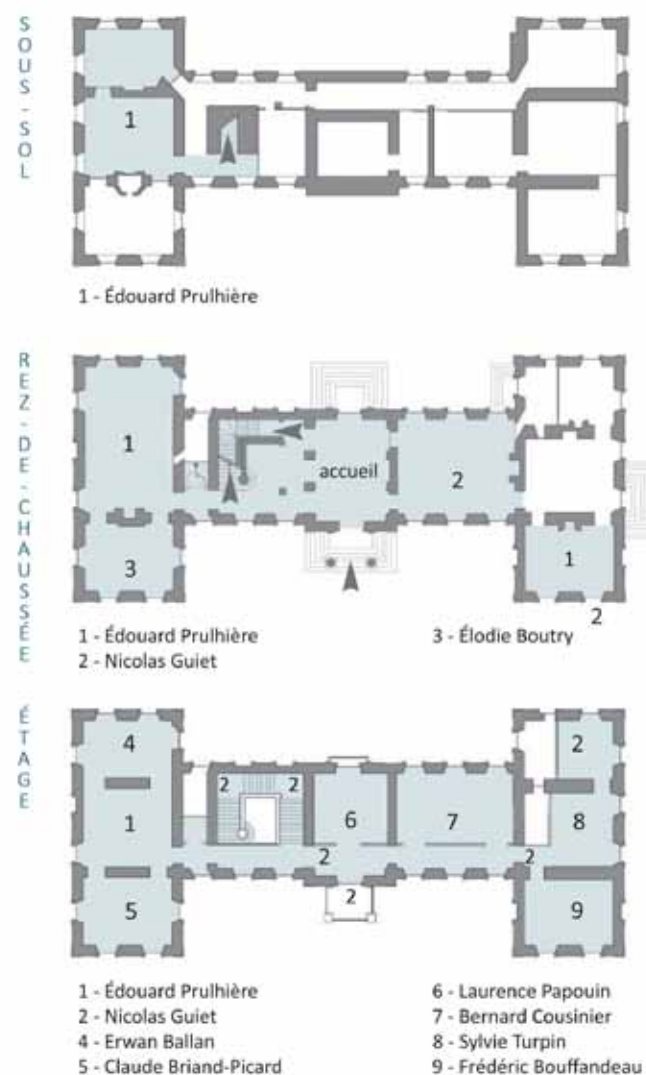 SOUS-SOL
1
1 - Édouard Prulhière
REZ-DE-CHAUSSÉE
1
accueil
2
3
1
2
1 - Édouard Prulhière
2 - Nicolas Guiet
3 - Élodie Boutry
ÉTAGE
4
2
2
2
1
6
7
8
2
2
5
2
9
1 - Édouard Prulhière
2 - Nicolas Guiet
4 - Erwan Ballan
5 - Claude Briand-Picard
6 - Laurence Papouin
7 - Bernard Cousinier
8 - Sylvie Turpin
9 - Frédéric Bouffandeau